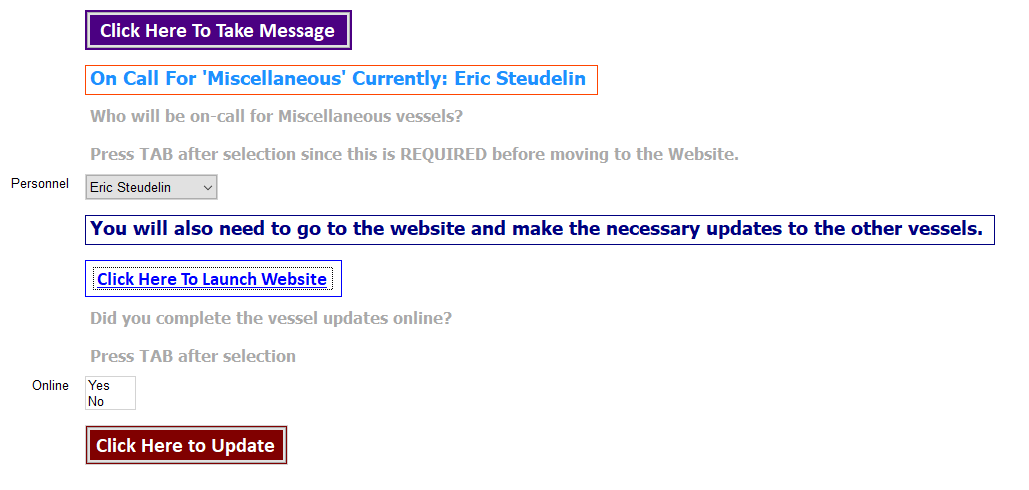 Click Here To Take Message
On Call For 'Miscellaneous' Currently: Eric Steudelin
Who will be on-call for Miscellaneous vessels?
Press TAB after selection since this is REQUIRED before moving to the Website.
Personnel Eric Steudelin
You will also need to go to the website and make the necessary updates to the other vessels.
Click Here To Launch Website
Did you complete the vessel updates online?
Press TAB after selection
Online Yes
No
Click Here to Update